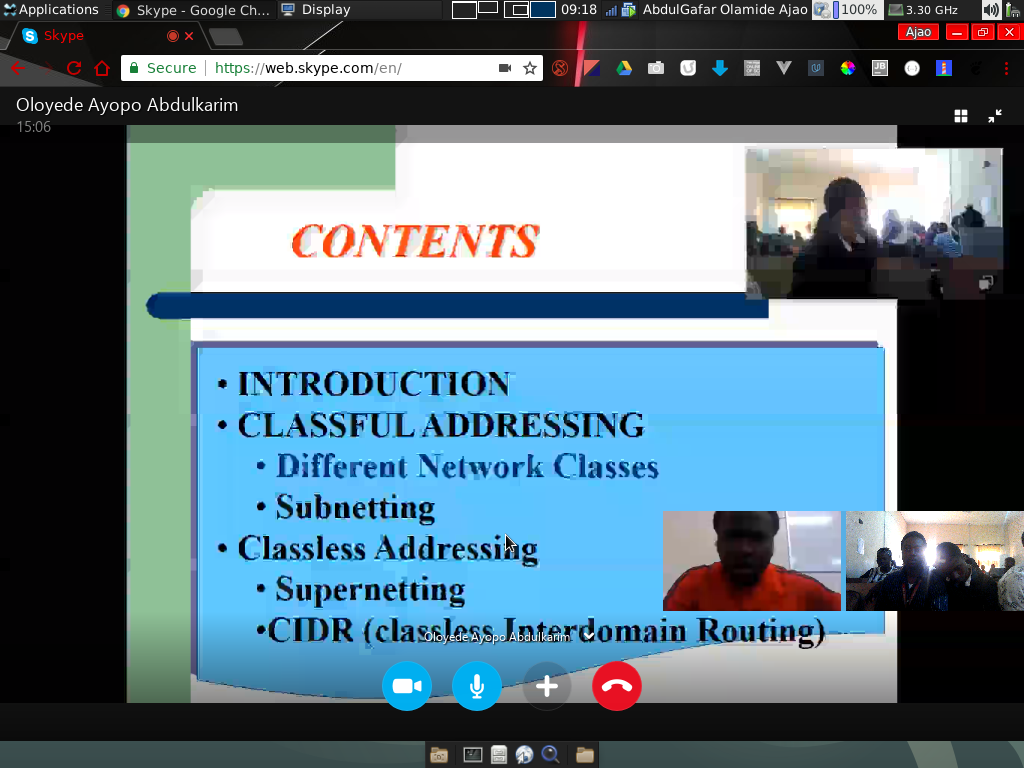 Applications
Skype - Google Ch...
Display
09:18
AbdulGafar Olamide Ajao
100%
3.30 GHz
Skype
Ajao
Secure
https://web.skype.com/en/
JB
Oloyede Ayopo Abdulkarim
15:06
CONTENTS
• INTRODUCTION
• CLASSFUL ADDRESSING
• Different Network Classes
• Subnetting
• Classless Addressing
• Supernetting
•CIDR (classless Interdomain Routing)
Oloyede Ayopo Abdulkarim